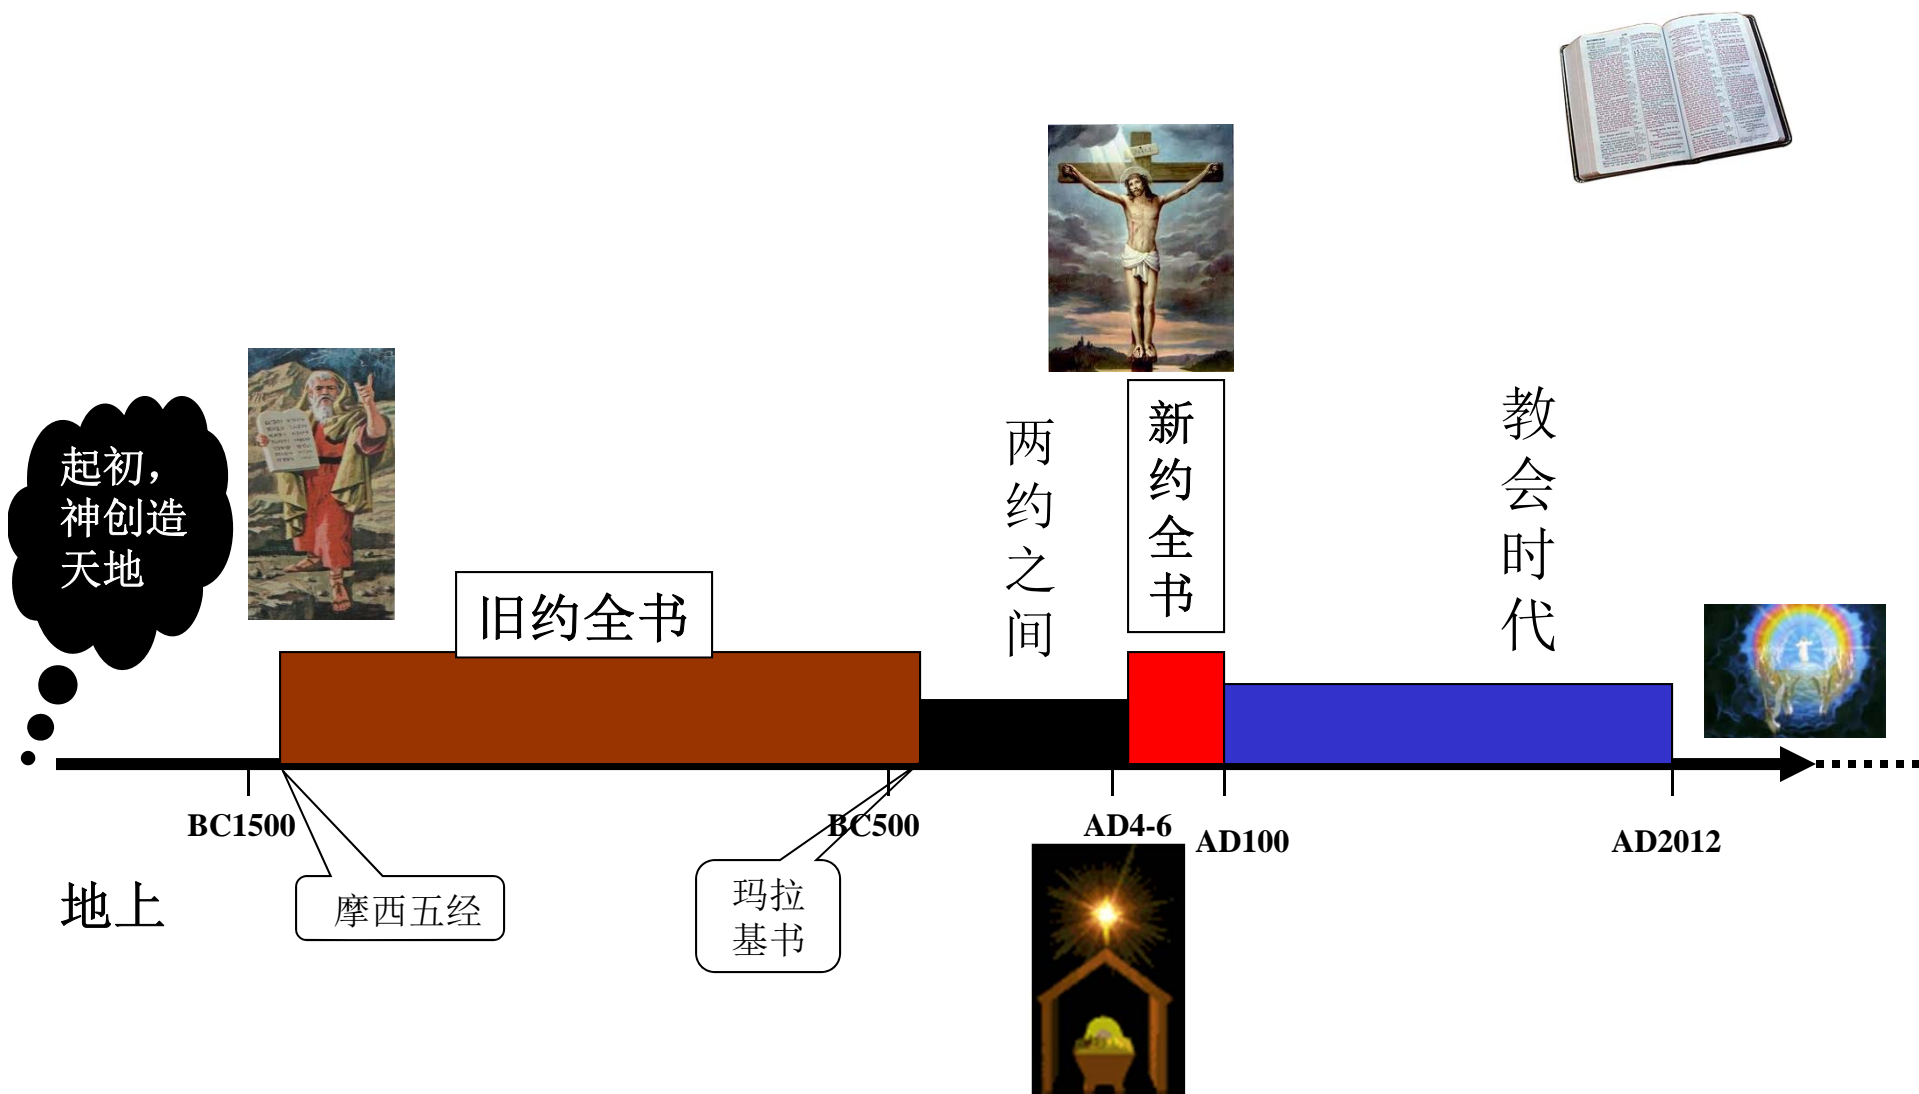 起初，
神创造
天地
旧约全书
两约之间
新约全书
教会时代
BC1500
BC500
AD4-6
AD100
AD2012
地上
摩西五经
玛拉
基书